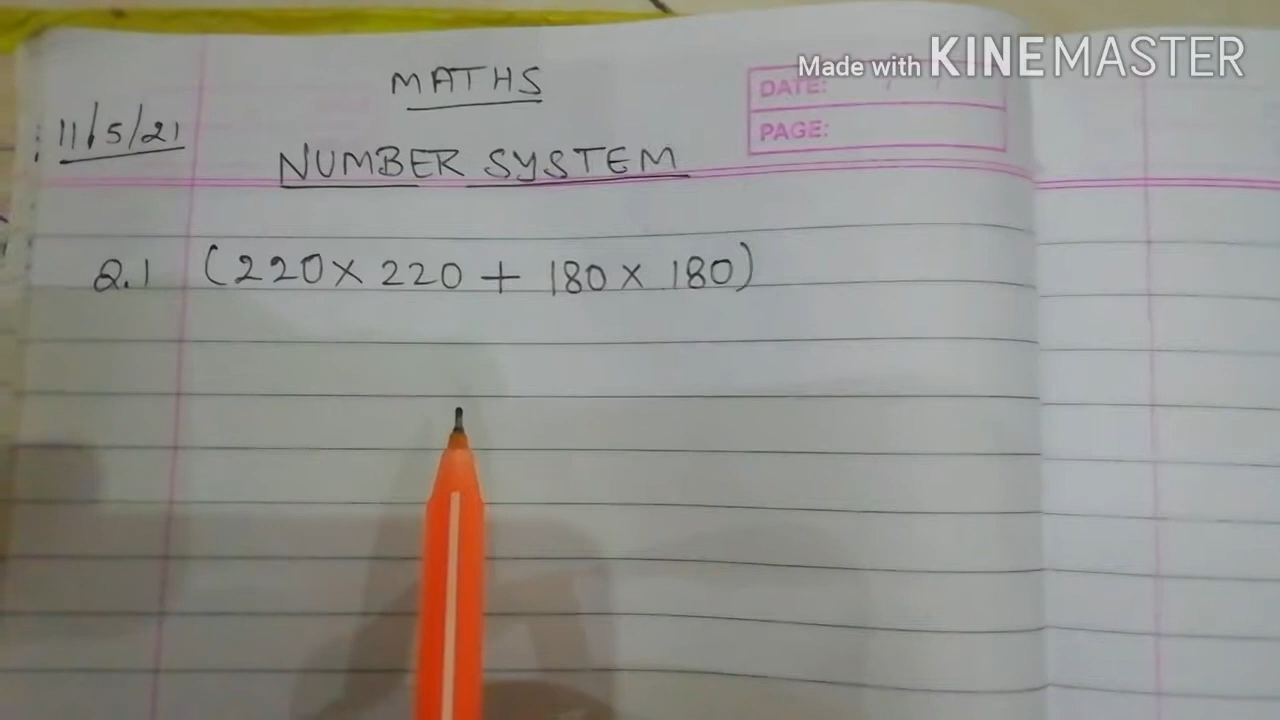 Made with KINEMASTER
MATHS
DATE:
11/5/21
PAGE:
NUMBER SYSTEM
Q.1 (220 x 220 + 180 x 180)